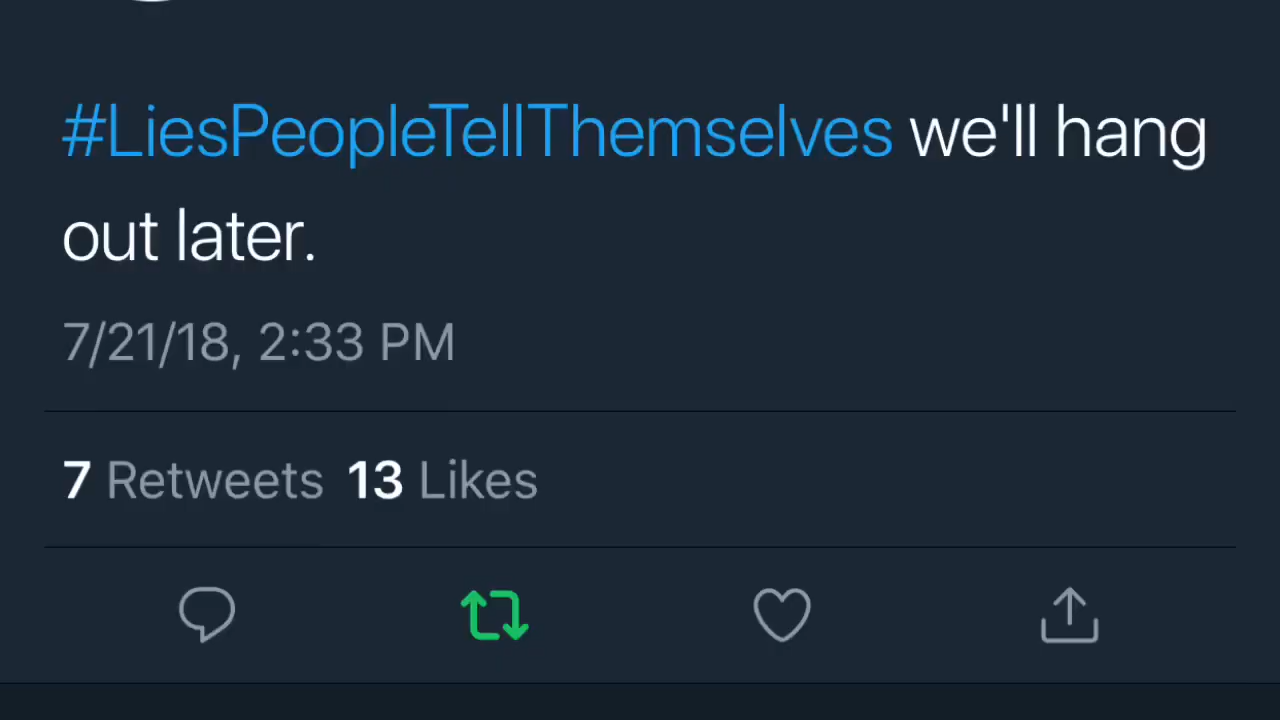 #LiesPeopleTellThemselves we'll hang
out later.
7/21/18, 2:33 PM
7 Retweets 13 Likes